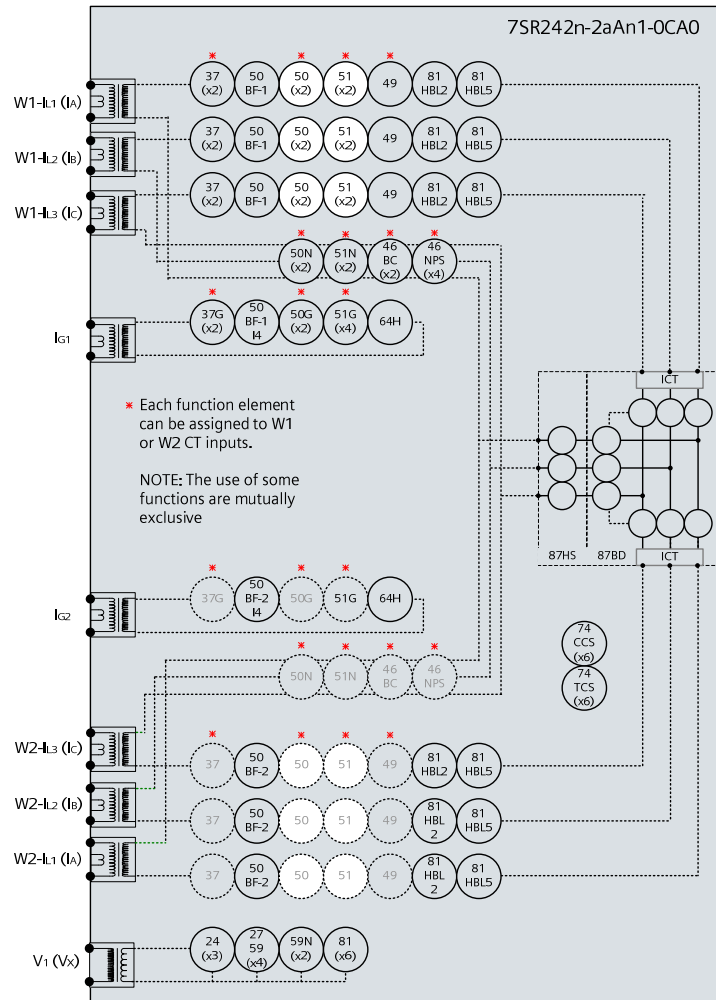 7SR242n-2aAn1-0CA0
W1-IL1 (IA)
* * * *
37 (x2) 50 BF-1 50 (x2) 51 (x2) 49 81 HBL2 81 HBL5
W1-IL2 (IB)
37 (x2) 50 BF-1 50 (x2) 51 (x2) 49 81 HBL2 81 HBL5
W1-IL3 (IC)
37 (x2) 50 BF-1 50 (x2) 51 (x2) 49 81 HBL2 81 HBL5
* * * *
50N (x2) 51N (x2) 46 BC (x2) 46 NPS (x4)
IG1
* * *
37G (x2) 50 BF-1 I4 50G (x2) 51G (x4) 64H
* Each function element
can be assigned to W1
or W2 CT inputs.
NOTE: The use of some
functions are mutually
exclusive
ICT
87HS 87BD ICT
IG2
* * *
37G 50 BF-2 I4 50G 51G 64H
74 CCS (x6)
74 TCS (x6)
* * * *
50N 51N 46 BC 46 NPS
W2-IL3 (IC)
* * * *
37 50 BF-2 50 51 49 81 HBL2 81 HBL5
W2-IL2 (IB)
37 50 BF-2 50 51 49 81 HBL 2 81 HBL5
W2-IL1 (IA)
37 50 BF-2 50 51 49 81 HBL 2 81 HBL5
V1 (VX)
24 (x3) 27 59 (x4) 59N (x2) 81 (x6)